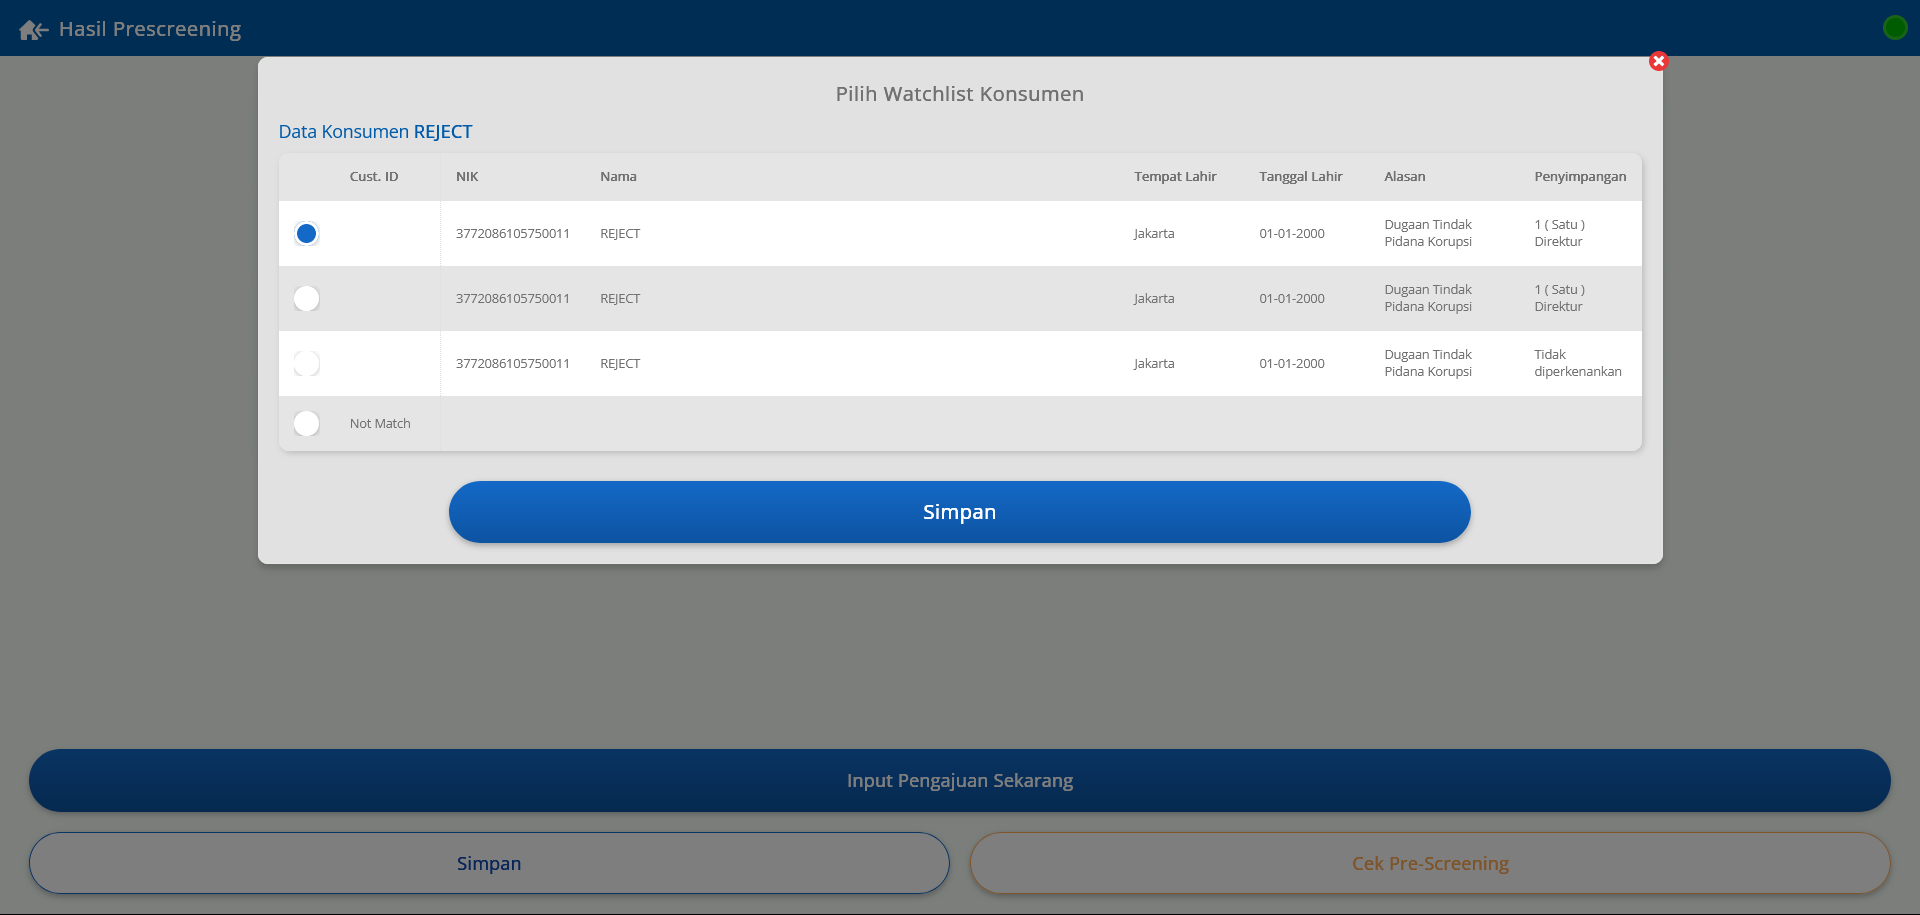 Hasil Prescreening
Pilih Watchlist Konsumen
Data Konsumen REJECT
Cust. ID NIK Nama Tempat Lahir Tanggal Lahir Alasan Penyimpangan
3772086105750011 REJECT Jakarta 01-01-2000 Dugaan Tindak 1 ( Satu )
Pidana Korupsi Direktur
3772086105750011 REJECT Jakarta 01-01-2000 Dugaan Tindak 1 ( Satu )
Pidana Korupsi Direktur
3772086105750011 REJECT Jakarta 01-01-2000 Dugaan Tindak Tidak
Pidana Korupsi diperkenankan
Not Match
Simpan
Input Pengajuan Sekarang
Simpan Cek Pre-Screening